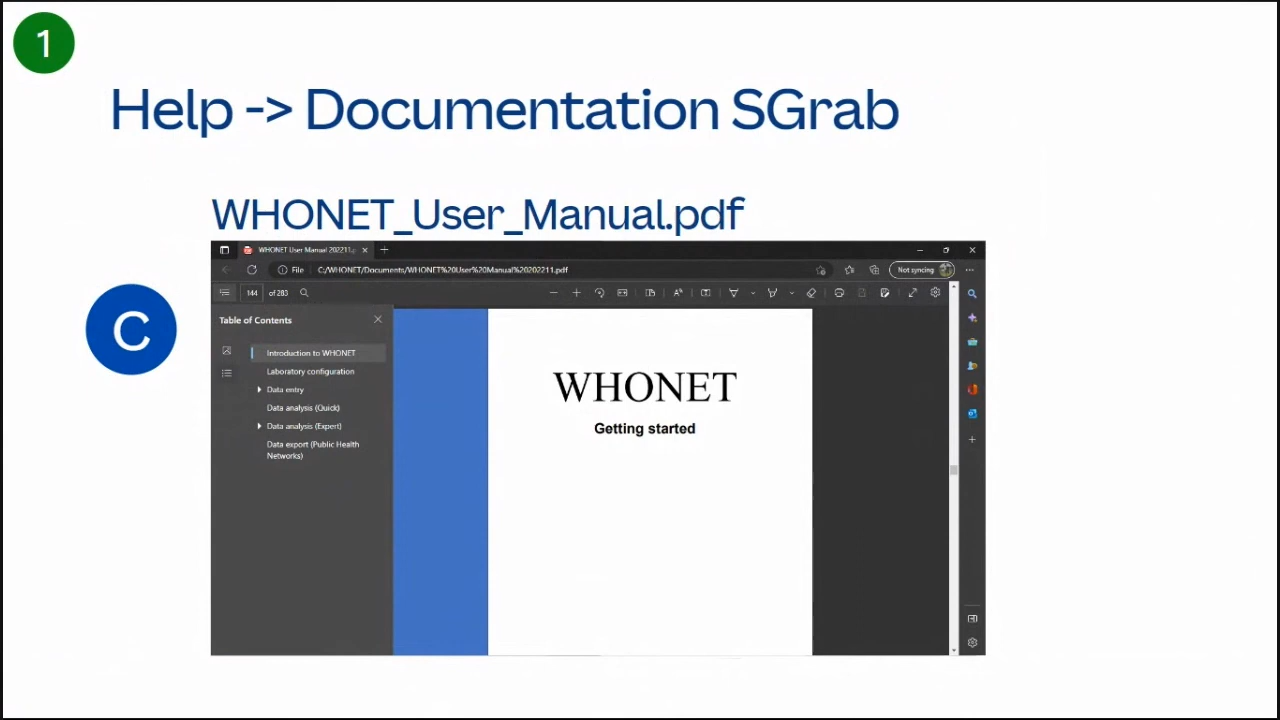 1
Help -> Documentation SGrab
WHONET_User_Manual.pdf
WHONET User Manual 202211.p
File C:/WHONET/Documents/WHONET%20User%20Manual%20202211.pdf
Not syncing
144 of 283
Table of Contents
Introduction to WHONET
Laboratory configuration
Data entry
Data analysis (Quick)
Data analysis (Expert)
Data export (Public Health
Networks)
WHONET
Getting started
C